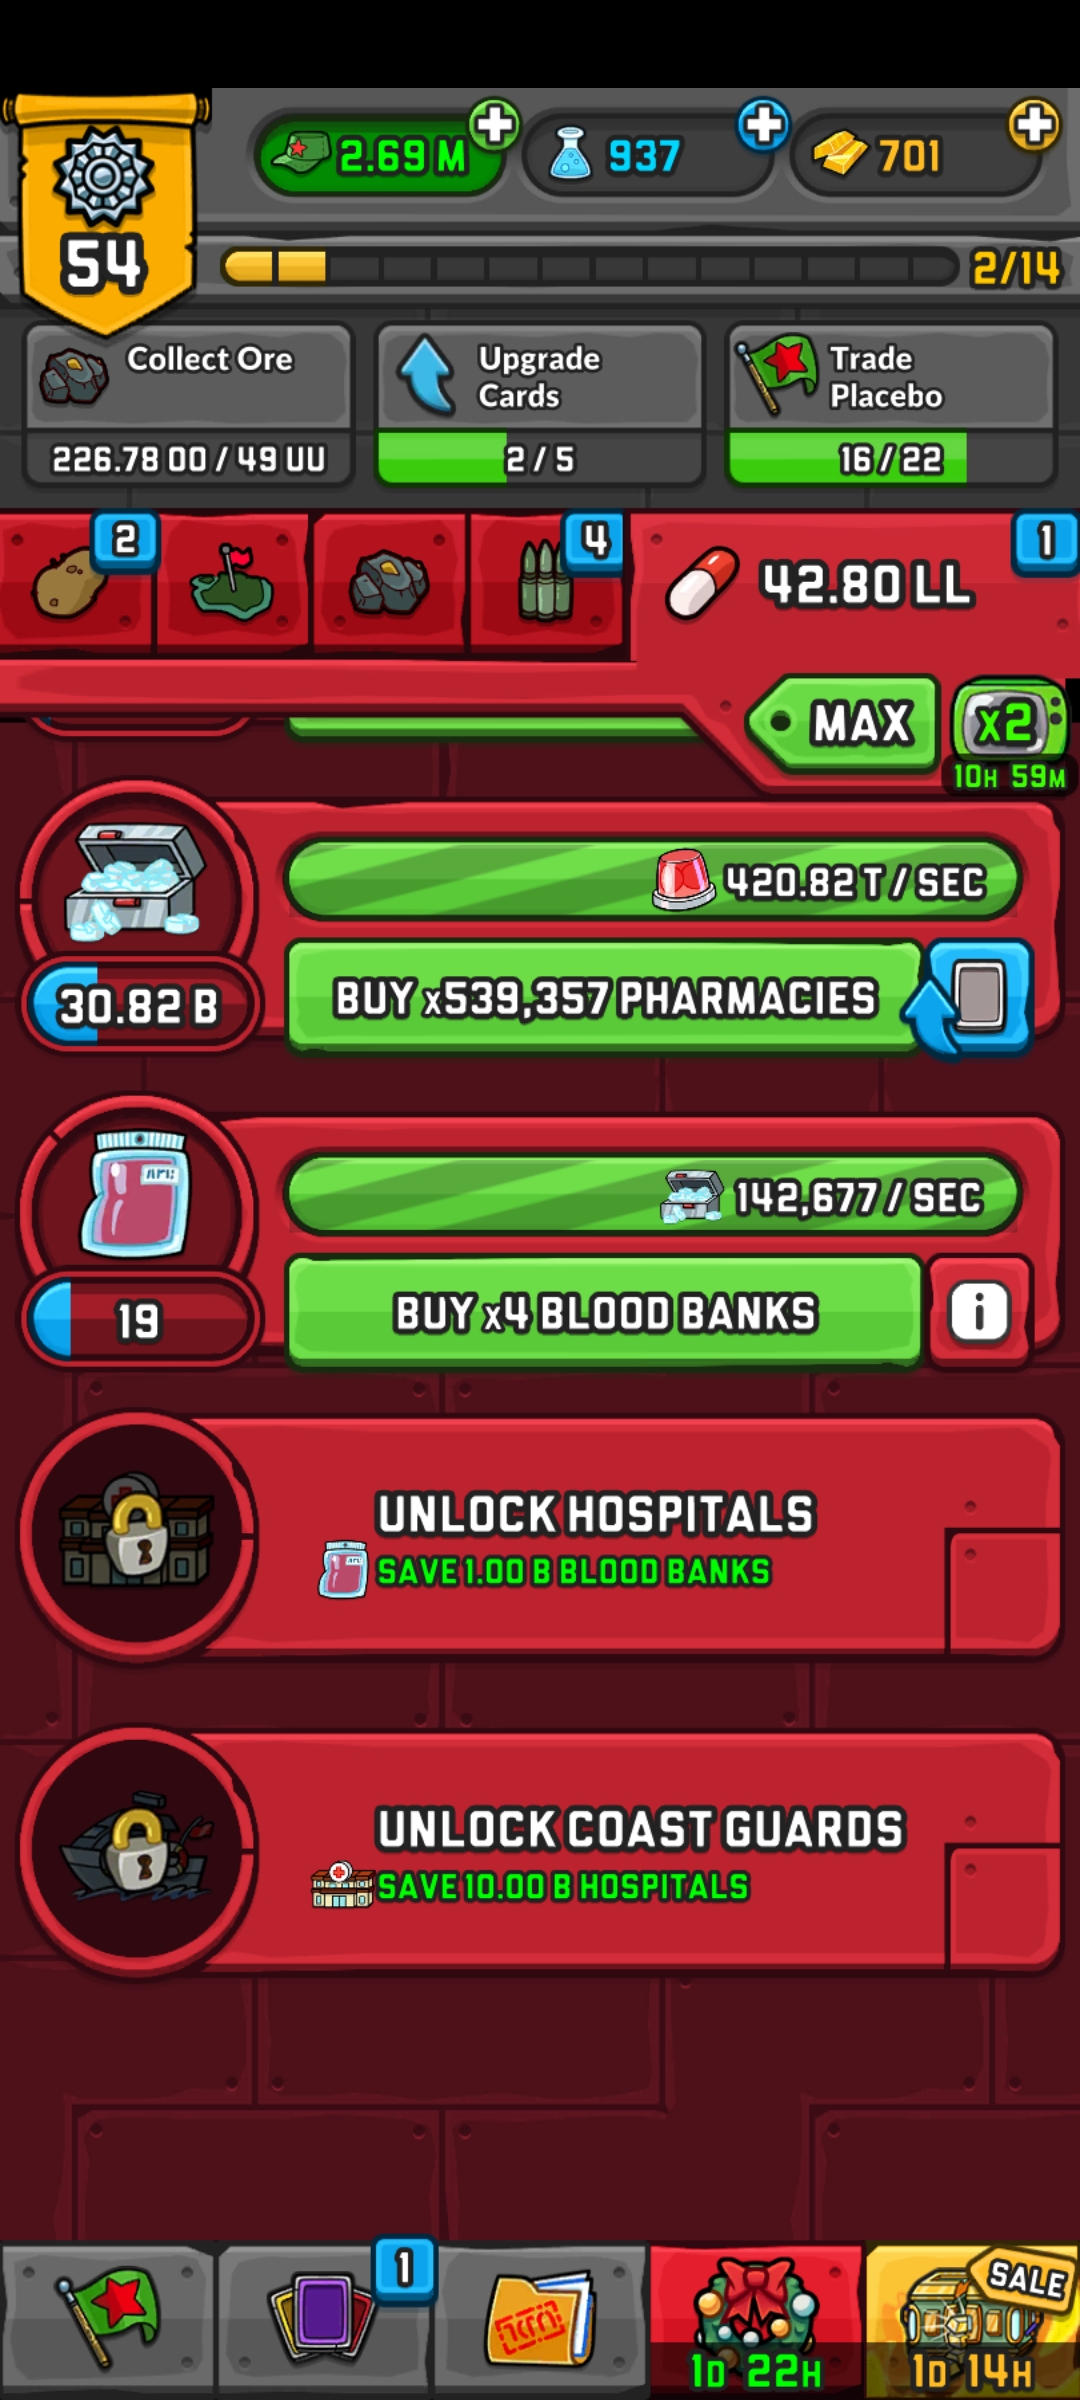 2.69 M
937
701
54
2/14
Collect Ore
226.78 OO / 49 UU
Upgrade
Cards
2 / 5
Trade
Placebo
16 / 22
2
4
1
42.80 LL
MAX
x2
10H 59M
420.82 T / SEC
30.82 B
BUY x539,357 PHARMACIES
142,677 / SEC
19
BUY x4 BLOOD BANKS
i
UNLOCK HOSPITALS
SAVE 1.00 B BLOOD BANKS
UNLOCK COAST GUARDS
SAVE 10.00 B HOSPITALS
1
SALE
1D 22H
1D 14H